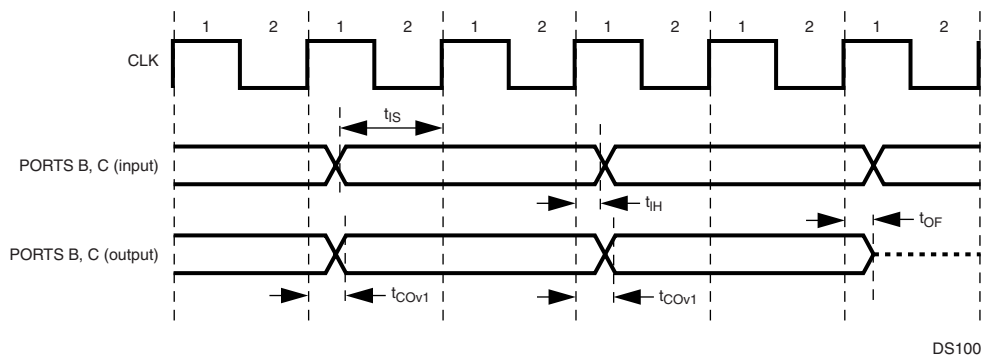 1 2 1 2 1 2 1 2 1 2 1 2
CLK
tIS
PORTS B, C (input)
tIH
tOF
PORTS B, C (output)
tCOv1 tCOv1
DS100